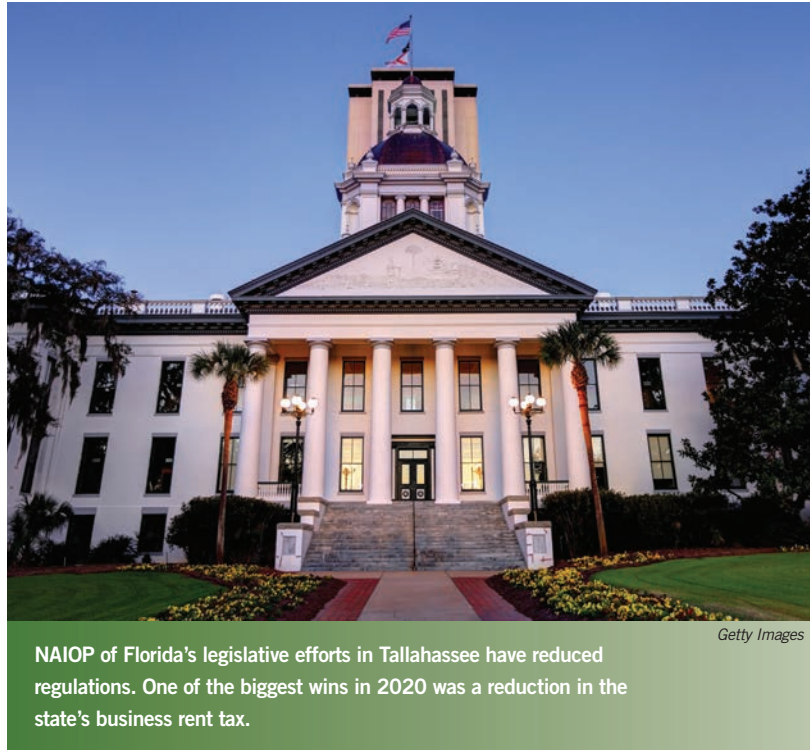 Getty Images
NAIOP of Florida’s legislative efforts in Tallahassee have reduced
regulations. One of the biggest wins in 2020 was a reduction in the
state’s business rent tax.